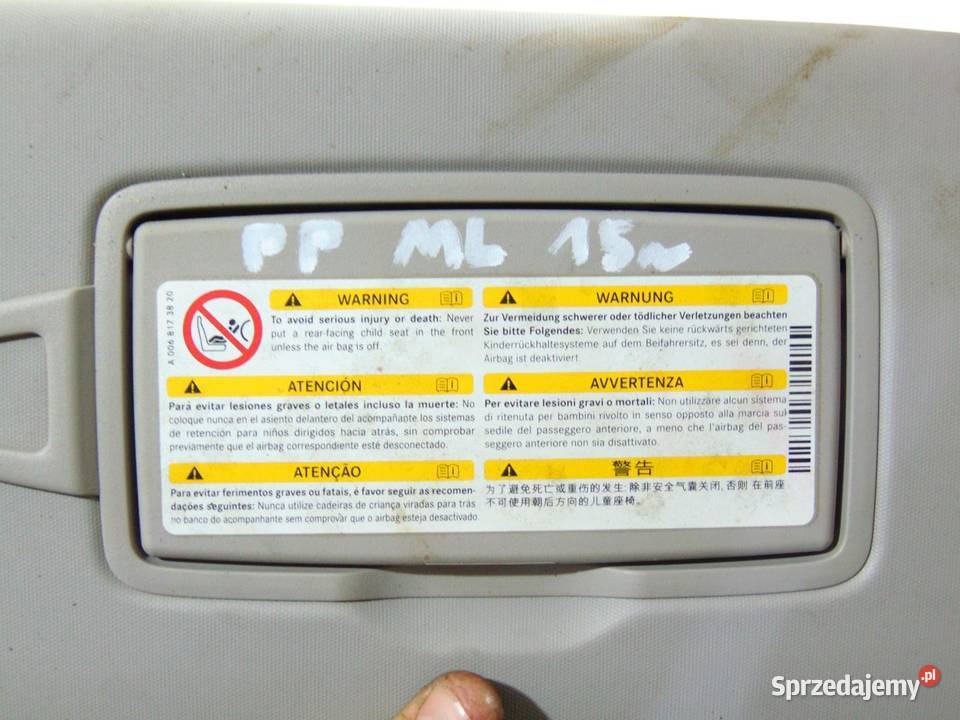 PP ML 15r
A 006 817 38 20
WARNING
To avoid serious injury or death: Never
put a rear-facing child seat in the front
unless the air bag is off.
ATENCIÓN
Para evitar lesiones graves o letales incluso la muerte: No
coloque nunca en el asiento delantero del acompañante los sistemas
de retención para niños dirigidos hacia atrás, sin comprobar
previamente que el airbag correspondiente esté desconectado.
ATENÇÃO
Para evitar ferimentos graves ou fatais, é favor seguir as recomen-
dações seguintes: Nunca utilize cadeiras de criança viradas para trás
no banco do acompanhante sem comprovar que o airbag esteja desactivado.
WARNUNG
Zur Vermeidung schwerer oder tödlicher Verletzungen beachten
Sie bitte Folgendes: Verwenden Sie keine rückwärts gerichteten
Kinderrückhaltesysteme auf dem Beifahrersitz, es sei denn, der
Airbag ist deaktiviert.
AVVERTENZA
Per evitare lesioni gravi o mortali: Non utilizzare alcun sistema
di ritenuta per bambini rivolto in senso opposto alla marcia sul
sedile del passeggero anteriore, a meno che l'airbag del pas-
seggero anteriore non sia disattivato.
警告
为了避免死亡或重伤的发生: 除非安全气囊关闭, 否则 在前座
不可使用朝后方向的儿童座椅。
Sprzedajemy.pl